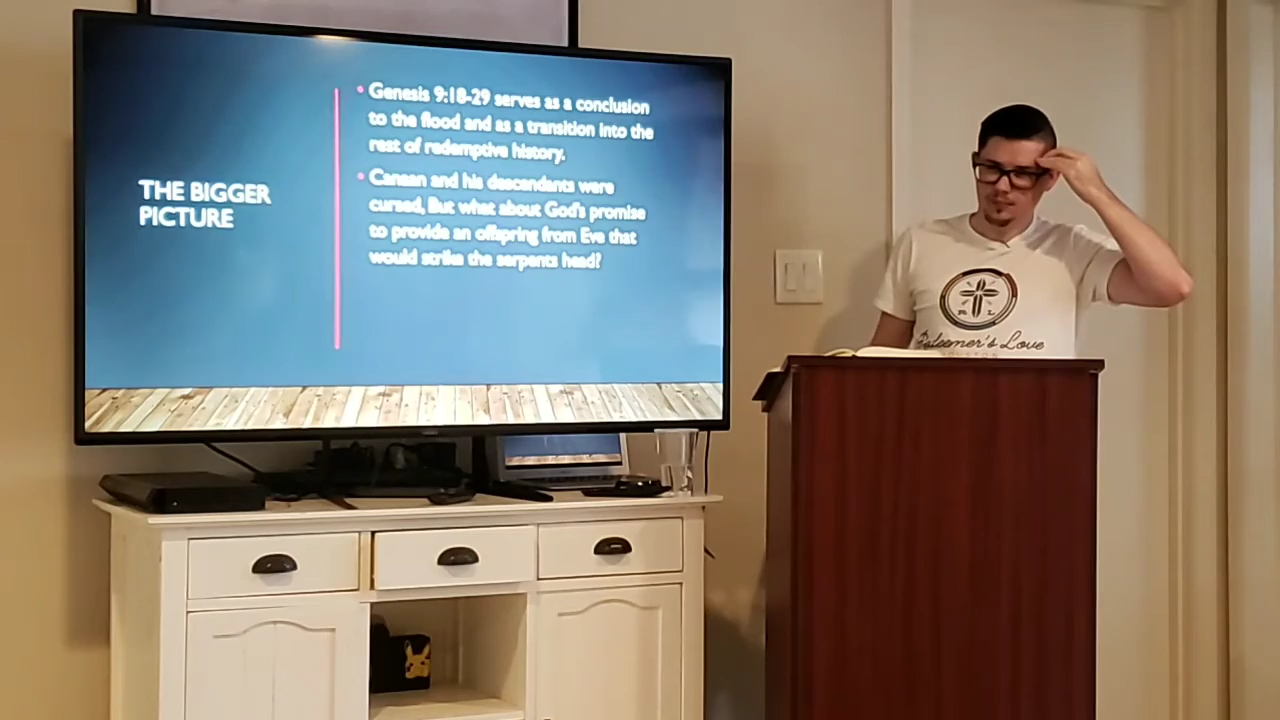 THE BIGGER
PICTURE
• Genesis 9:18-29 serves as a conclusion
to the flood and as a transition into the
rest of redemptive history.
• Canaan and his descendants were
cursed. But what about God's promise
to provide an offspring from Eve that
would strike the serpents head?
R L
Redeemer's Love